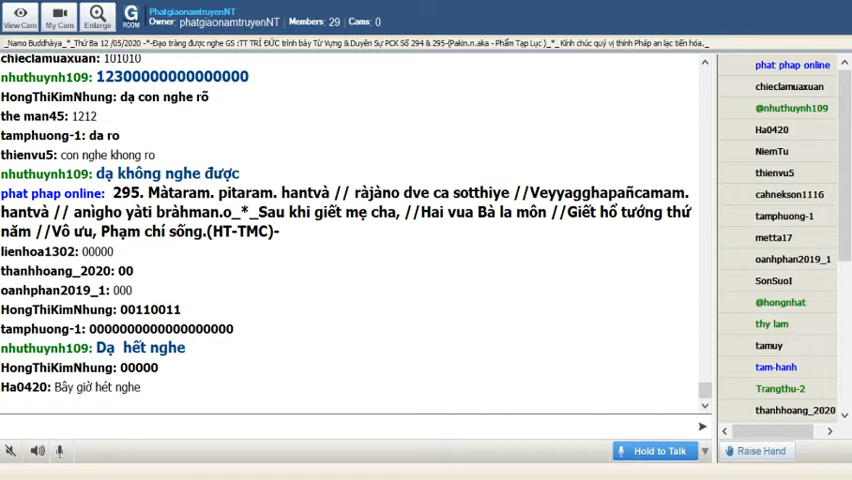 PhatgiaonamtruyenNT
G ROOM
Owner: phatgiaonamtruyenNT Members: 29 Cams: 0
View Cam My Cam Enlarge
_Namo Buddhàya_*_Thứ Ba 12 /05/2020 -*-Đạo tràng được nghe GS :TT TRÍ ĐỨC trình bày Từ Vựng & Duyên Sự PCK Số 294 & 295-(Pakin.n.aka - Phẩm Tạp Lục )_*_ Kính chúc quý vị thính Pháp an lạc tiến hóa._
chieclamuaxuan: 101010
nhuthuynh109: 12300000000000000
HongThiKimNhung: dạ con nghe rõ
the man45: 1212
tamphuong-1: da ro
thienvu5: con nghe khong ro
nhuthuynh109: dạ không nghe được
phat phap online: 295. Màtaram. pitaram. hantvà // ràjàno dve ca sotthiye //Veyyagghapañcamam.
hantvà // anìgho yàti bràhman.o_*_Sau khi giết mẹ cha, //Hai vua Bà la môn //Giết hổ tướng thứ
năm //Vô ưu, Phạm chí sống.(HT-TMC)-
lienhoa1302: 00000
thanhhoang_2020: 00
oanhphan2019_1: 000
HongThiKimNhung: 00110011
tamphuong-1: 0000000000000000000
nhuthuynh109: Dạ hết nghe
HongThiKimNhung: 00000
Ha0420: Bây giờ hét nghe
phat phap online
chieclamuaxuan
@nhuthuynh109
Ha0420
NiemTu
thienvu5
cahnekson1116
tamphuong-1
metta17
oanhphan2019_1
SonSuoI
@hongnhat
thy lam
tamuy
tam-hanh
Trangthu-2
thanhhoang_2020
Hold to Talk
Raise Hand